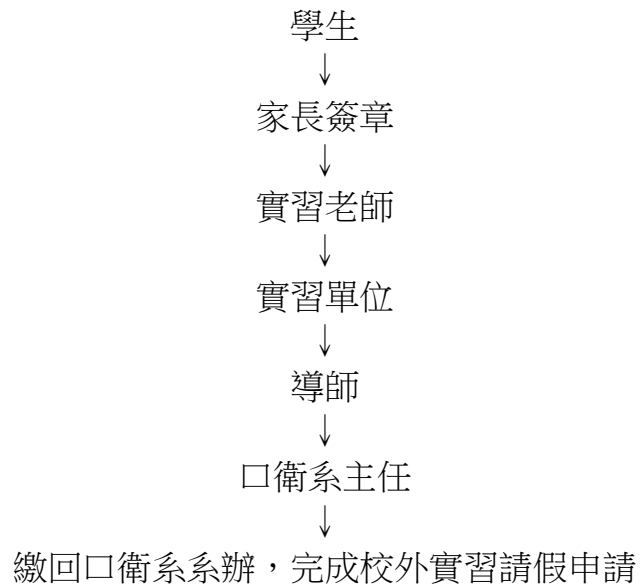 學生
↓
家長簽章
↓
實習老師
↓
實習單位
↓
導師
↓
口衛系主任
↓
繳回口衛系系辦，完成校外實習請假申請